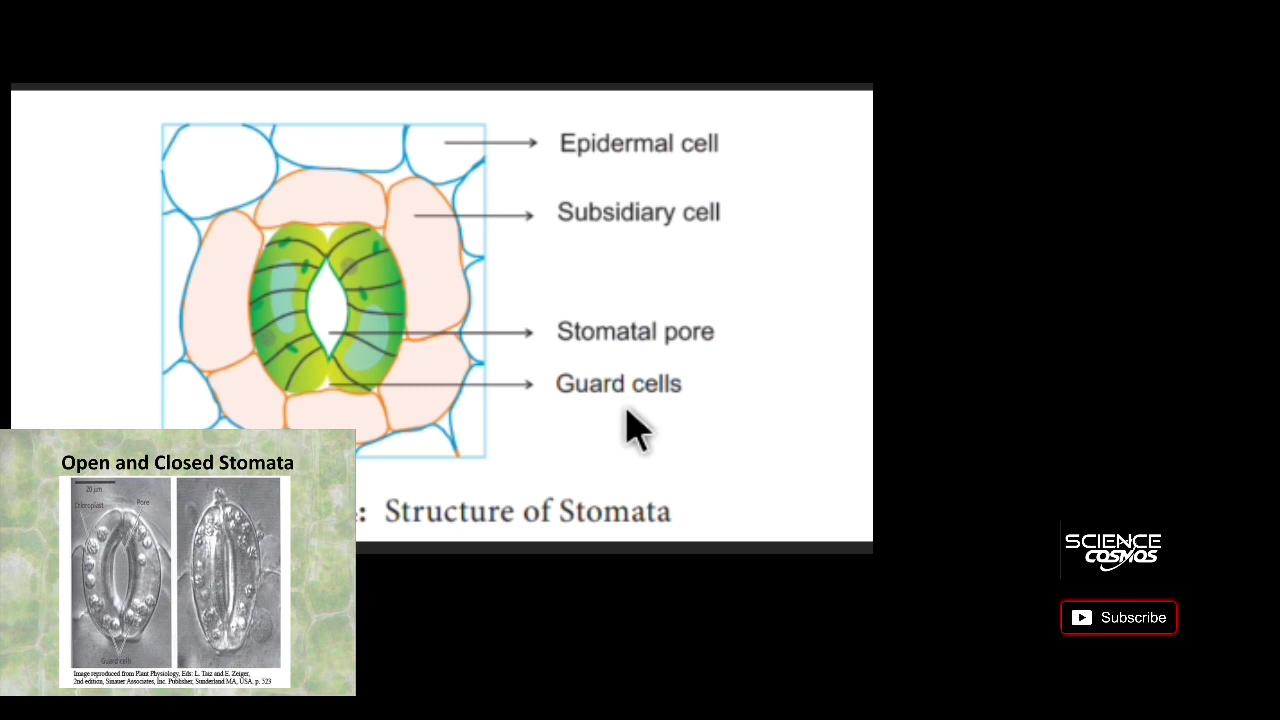 Epidermal cell
Subsidiary cell
Stomatal pore
Guard cells
: Structure of Stomata
Open and Closed Stomata
20 µm
Chloroplast
Pore
Guard cells
Image reproduced from Plant Physiology, Eds: L. Taiz and E. Zeiger,
2nd edition, Sinauer Associates, Inc. Publisher, Sunderland MA, USA. p. 523
SCIENCE
COSMOS
Subscribe